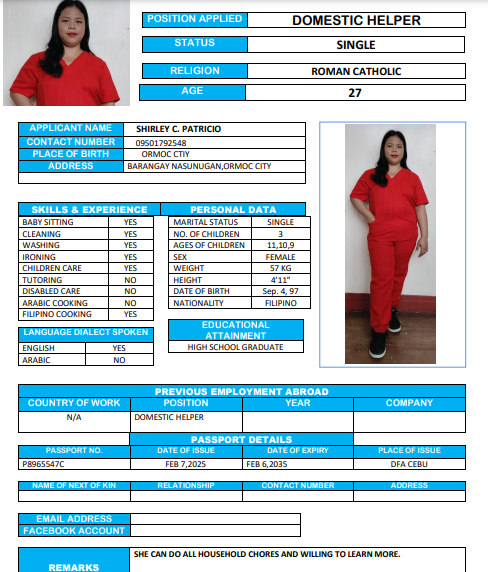 POSITION APPLIED DOMESTIC HELPER
STATUS SINGLE
RELIGION ROMAN CATHOLIC
AGE 27
APPLICANT NAME SHIRLEY C. PATRICIO
CONTACT NUMBER 09501792548
PLACE OF BIRTH ORMOC CTIY
ADDRESS BARANGAY NASUNUGAN,ORMOC CITY
SKILLS & EXPERIENCE PERSONAL DATA
BABY SITTING YES MARITAL STATUS SINGLE
CLEANING YES NO. OF CHILDREN 3
WASHING YES AGES OF CHILDREN 11,10,9
IRONING YES SEX FEMALE
CHILDREN CARE YES WEIGHT 57 KG
TUTORING NO HEIGHT 4'11"
DISABLED CARE NO DATE OF BIRTH Sep. 4, 97
ARABIC COOKING NO NATIONALITY FILIPINO
FILIPINO COOKING YES
LANGUAGE DIALECT SPOKEN
ENGLISH YES
ARABIC NO
EDUCATIONAL
ATTAINMENT
HIGH SCHOOL GRADUATE
PREVIOUS EMPLOYMENT ABROAD
COUNTRY OF WORK POSITION YEAR COMPANY
N/A DOMESTIC HELPER
PASSPORT DETAILS
PASSPORT NO. DATE OF ISSUE DATE OF EXPIRY PLACE OF ISSUE
P8965547C FEB 7,2025 FEB 6,2035 DFA CEBU
NAME OF NEXT OF KIN RELATIONSHIP CONTACT NUMBER ADDRESS
EMAIL ADDRESS
FACEBOOK ACCOUNT
REMARKS SHE CAN DO ALL HOUSEHOLD CHORES AND WILLING TO LEARN MORE.